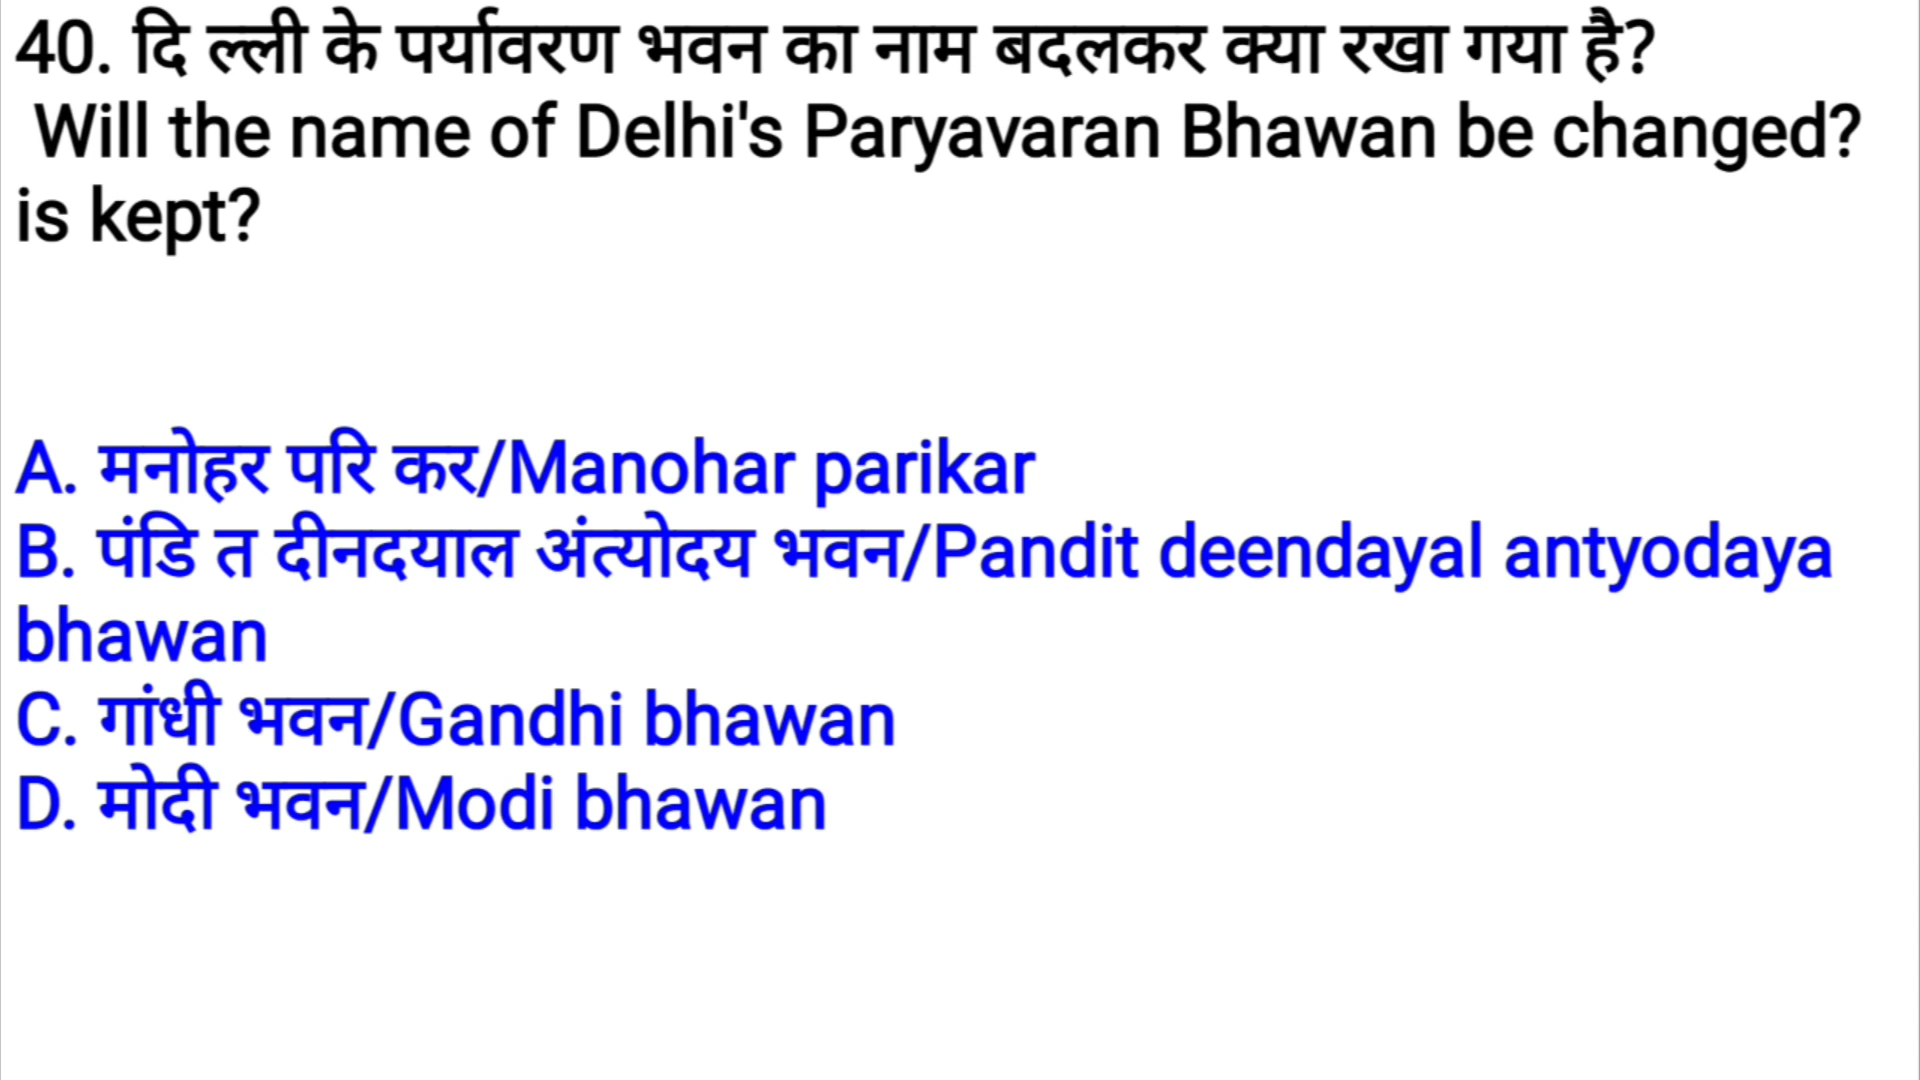 40. दि ल्ली के पर्यावरण भवन का नाम बदलकर क्या रखा गया है?
Will the name of Delhi's Paryavaran Bhawan be changed?
is kept?
A. मनोहर परि कर/Manohar parikar
B. पंडि त दीनदयाल अंत्योदय भवन/Pandit deendayal antyodaya
bhawan
C. गांधी भवन/Gandhi bhawan
D. मोदी भवन/Modi bhawan